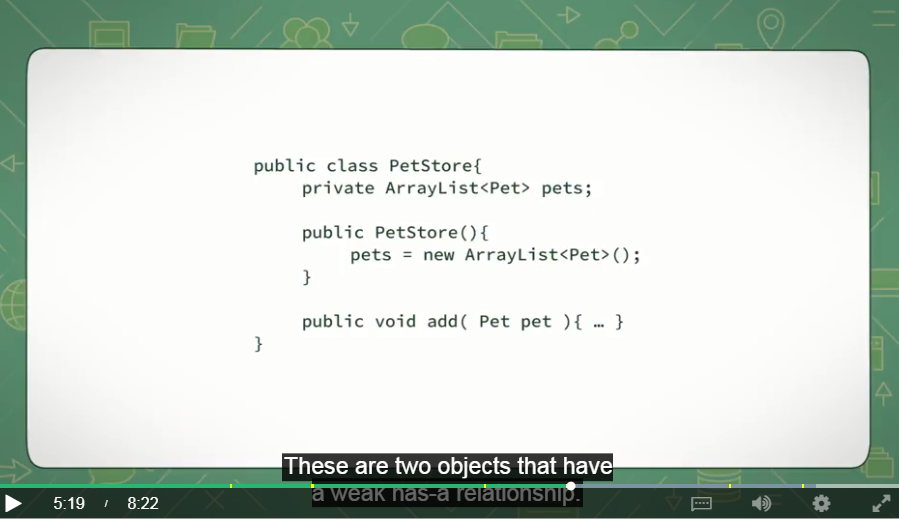 public class PetStore{
private ArrayList<Pet> pets;
public PetStore(){
pets = new ArrayList<Pet>();
}
public void add( Pet pet ){ … }
}
These are two objects that have
a weak has-a relationship.
5:19 / 8:22